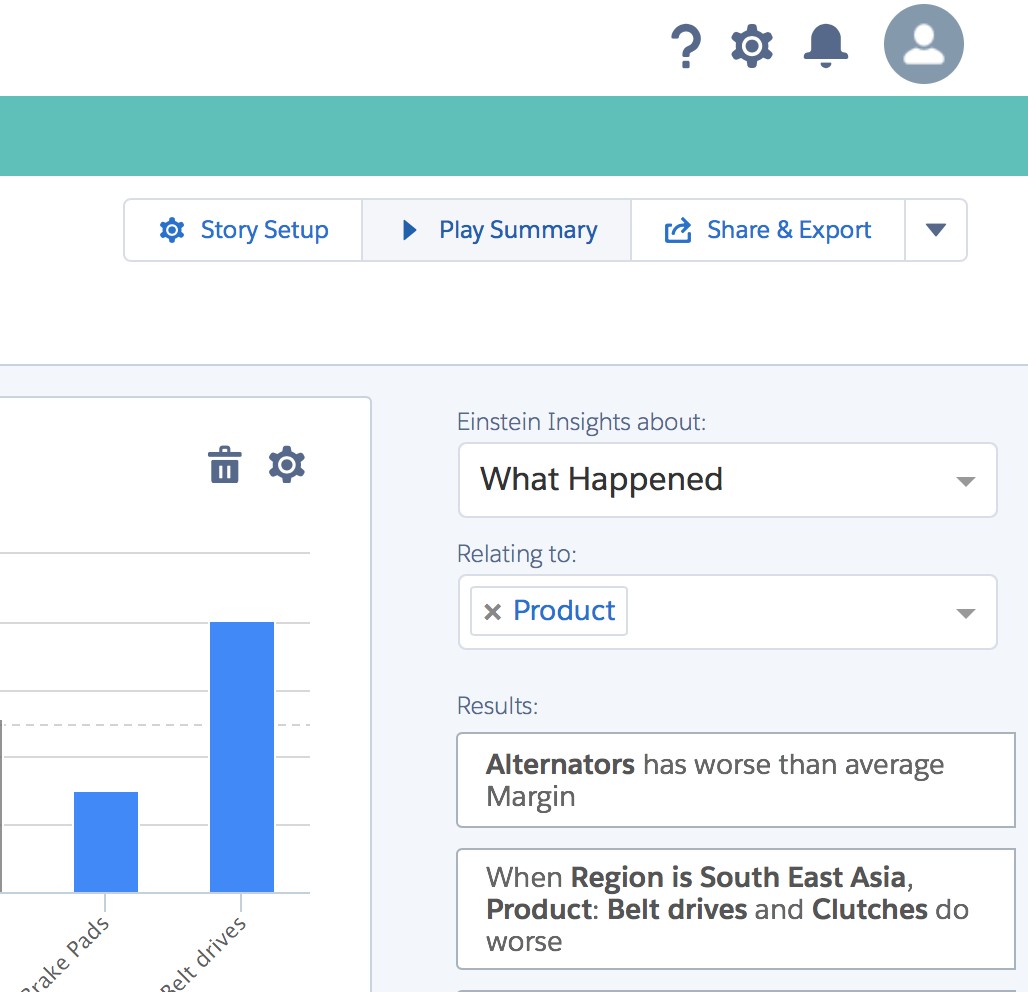 Story Setup
Play Summary
Share & Export
Einstein Insights about:
What Happened
Relating to:
Product
Results:
Alternators has worse than average
Margin
When Region is South East Asia,
Product: Belt drives and Clutches do
worse
rake Pads
Belt drives